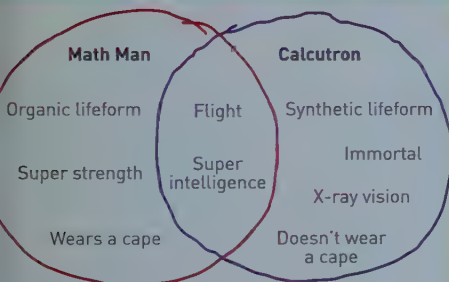 Math Man
Calcutron
Organic lifeform
Flight
Synthetic lifeform
Super strength
Super
intelligence
Immortal
X-ray vision
Wears a cape
Doesn't wear
a cape